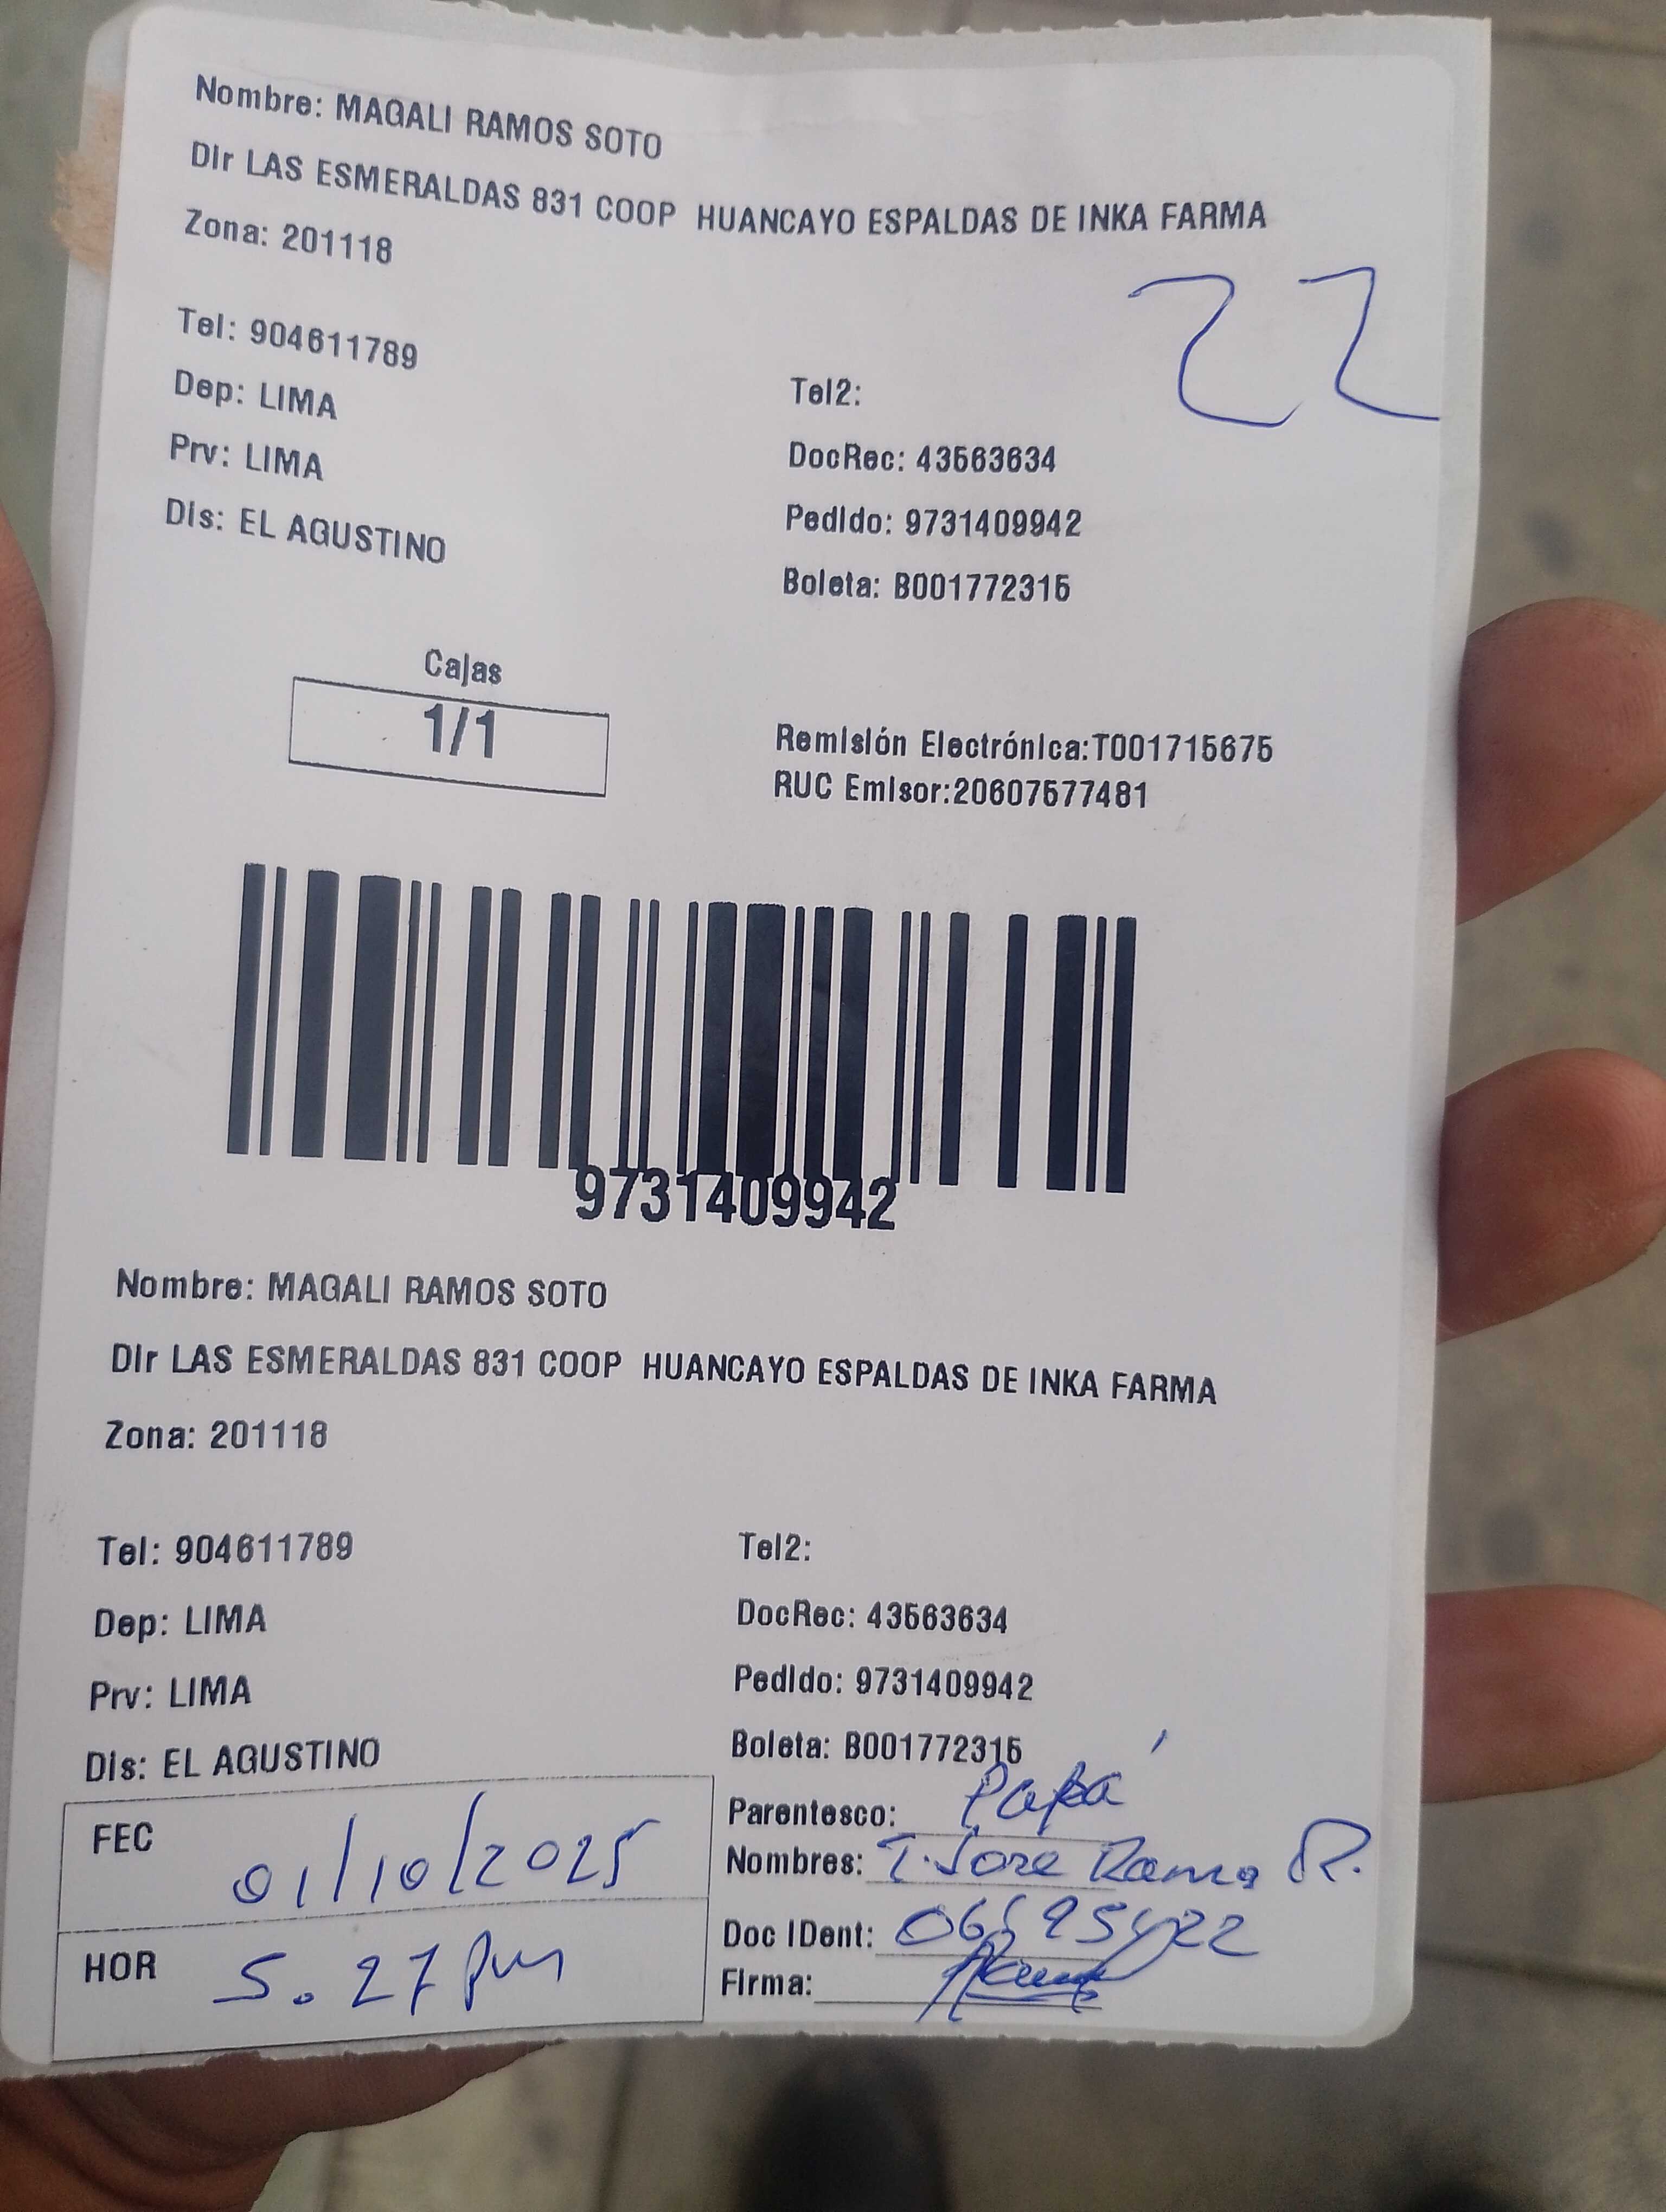 Nombre: MAGALI RAMOS SOTO
Dir LAS ESMERALDAS 831 COOP HUANCAYO ESPALDAS DE INKA FARMA
Zona: 201118
22
Tel: 904611789
Tel2:
Dep: LIMA
DocRec: 43563634
Prv: LIMA
Pedido: 9731409942
Dis: EL AGUSTINO
Boleta: B001772315
Cajas
1/1
Remisión Electrónica:T001715675
RUC Emisor:20607577481
9731409942
Nombre: MAGALI RAMOS SOTO
Dir LAS ESMERALDAS 831 COOP HUANCAYO ESPALDAS DE INKA FARMA
Zona: 201118
Tel: 904611789
Tel2:
Dep: LIMA
DocRec: 43563634
Prv: LIMA
Pedido: 9731409942
Dis: EL AGUSTINO
Boleta: B001772315
FEC 01/10/2025
Parentesco: Papá
Nombres: T. Jose Ramos R.
HOR 5.27 pm
Doc IDent:
Firma: